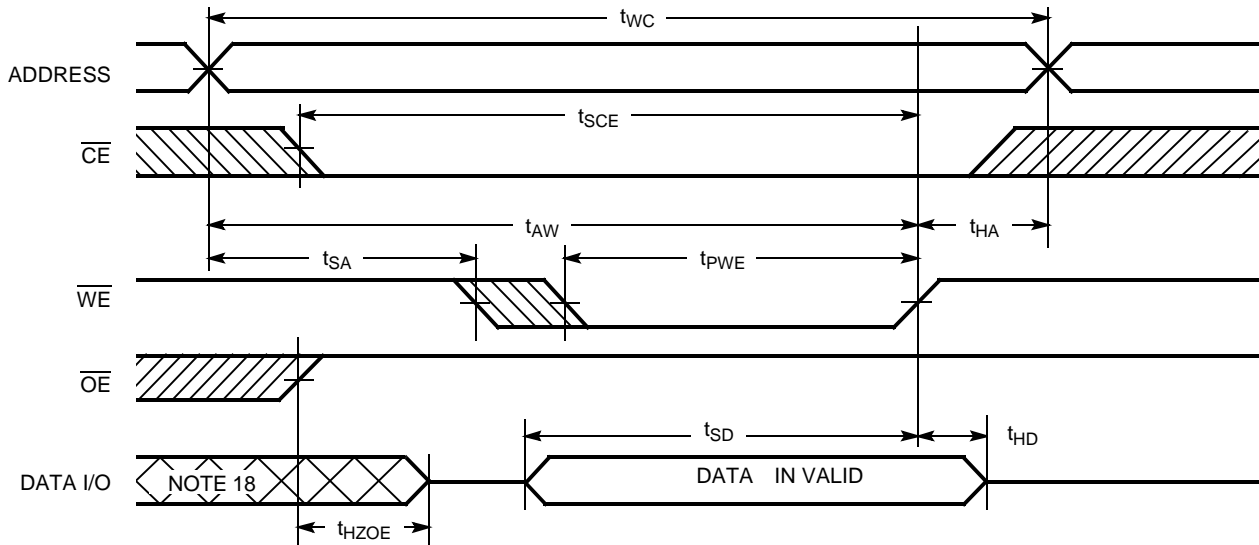 tWC
ADDRESS
tSCE
CE
tAW
tHA
tSA
tPWE
WE
OE
tSD
tHD
DATA I/O
NOTE 18
DATA IN VALID
tHZOE